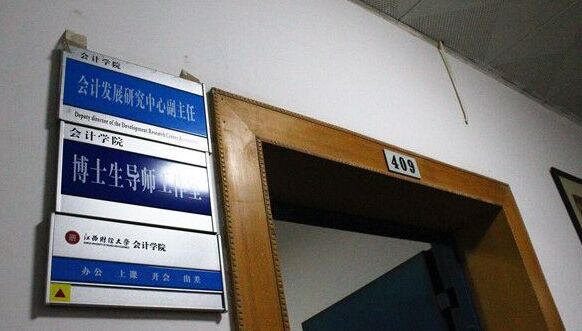 会计学院
会计发展研究中心副主任
Deputy director of the Development Research Center
会计学院
博士生导师工作室
江西财经大学 会计学院
办公 上课 开会 出差
409